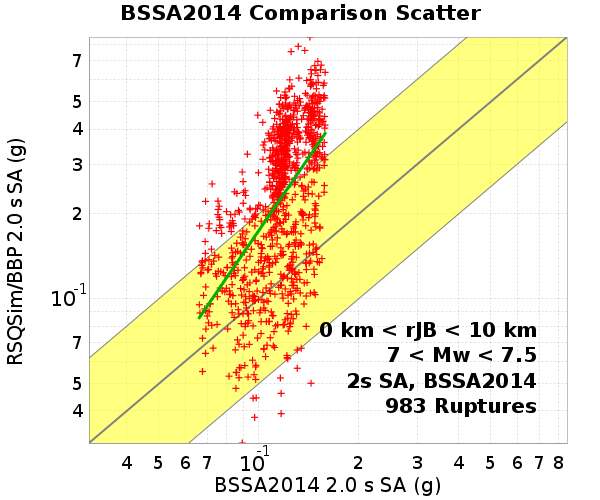 BSSA2014 Comparison Scatter
RSQSim/BBP 2.0 s SA (g)
7
5
4
3
2
10-1
7
5
4
0 km < rJB < 10 km
7 < Mw < 7.5
2s SA, BSSA2014
983 Ruptures
4 5 6 7 10-1 2 3 4 5 6 7 8
BSSA2014 2.0 s SA (g)